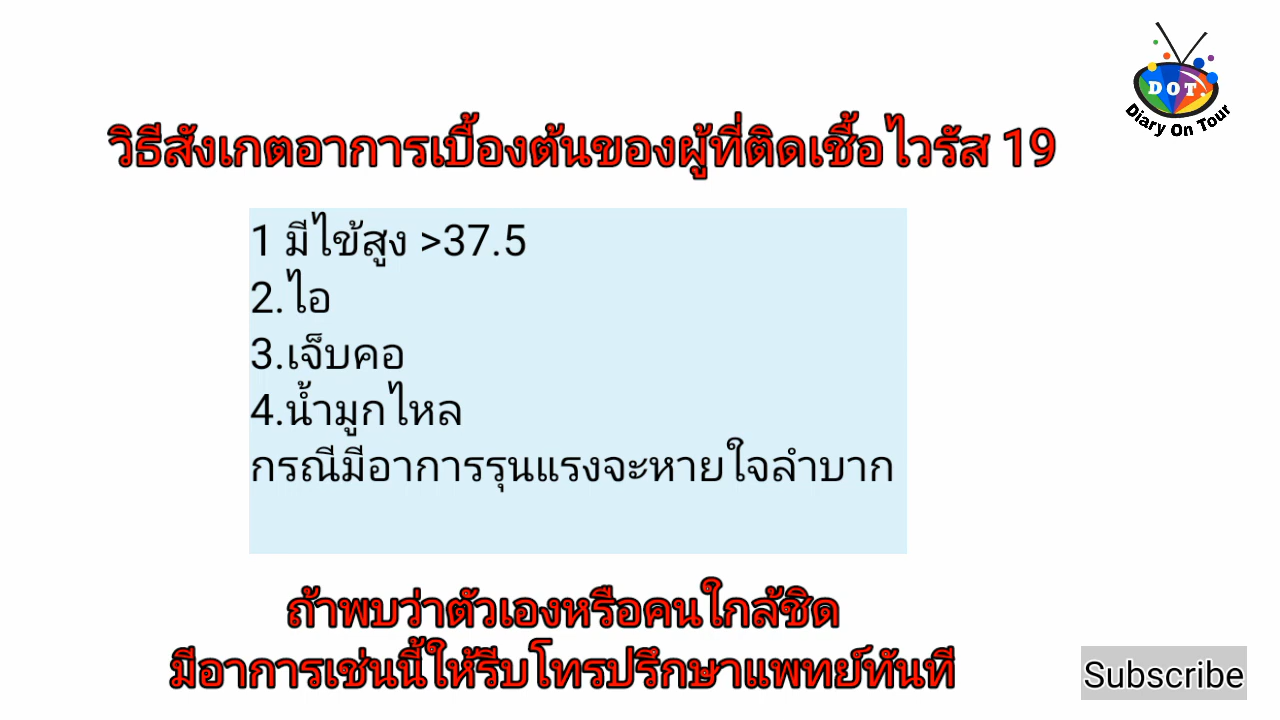 DOT.
Diary On Tour
วิธีสังเกตอาการเบื้องต้นของผู้ที่ติดเชื้อไวรัส 19
1 มีไข้สูง >37.5
2.ไอ
3.เจ็บคอ
4.น้ำมูกไหล
กรณีมีอาการรุนแรงจะหายใจลำบาก
ถ้าพบว่าตัวเองหรือคนใกล้ชิด
มีอาการเช่นนี้ให้รีบโทรปรึกษาแพทย์ทันที
Subscribe